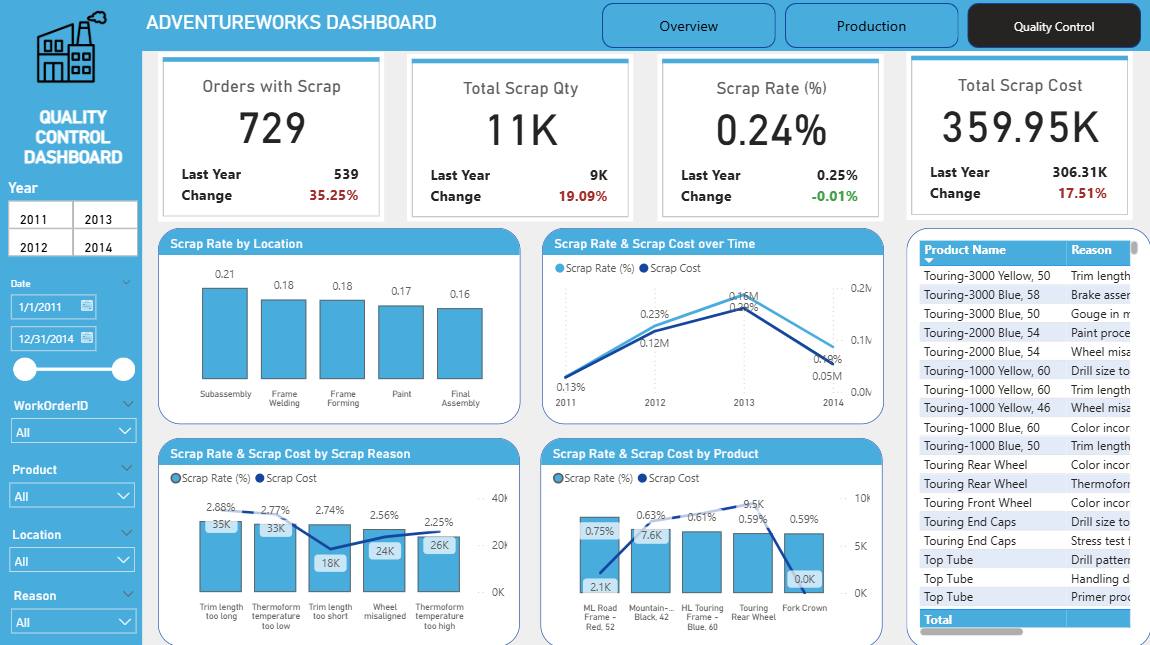 ADVENTUREWORKS DASHBOARD
Overview
Production
Quality Control
QUALITY
CONTROL
DASHBOARD
Year
2011
2013
2012
2014
Date
1/1/2011
12/31/2014
WorkOrderID
All
Product
All
Location
All
Reason
All
Orders with Scrap
729
Last Year 539
Change 35.25%
Total Scrap Qty
11K
Last Year 9K
Change 19.09%
Scrap Rate (%)
0.24%
Last Year 0.25%
Change -0.01%
Total Scrap Cost
359.95K
Last Year 306.31K
Change 17.51%
Scrap Rate by Location
0.21
0.18
0.18
0.17
0.16
Subassembly
Frame
Welding
Frame
Forming
Paint
Final
Assembly
Scrap Rate & Scrap Cost over Time
Scrap Rate (%) Scrap Cost
0.2M
0.1M
0.0M
0.13%
0.23%
0.12M
0.16M
0.29%
0.18%
0.05M
2011
2012
2013
2014
Scrap Rate & Scrap Cost by Scrap Reason
Scrap Rate (%) Scrap Cost
2.88%
2.77%
2.74%
2.56%
2.25%
35K
33K
18K
24K
26K
40K
20K
0K
Trim length
too long
Thermoform
temperature
too low
Trim length
too short
Wheel
misaligned
Thermoform
temperature
too high
Scrap Rate & Scrap Cost by Product
Scrap Rate (%) Scrap Cost
0.75%
0.63%
0.61%
0.59%
0.59%
2.1K
7.6K
9.5K
0.0K
10K
5K
0K
ML Road
Frame -
Red, 52
Mountain-...
Black, 42
HL Touring
Frame -
Blue, 60
Touring
Rear Wheel
Fork Crown
Product Name Reason
Touring-3000 Yellow, 50 Trim length
Touring-3000 Blue, 58 Brake asser
Touring-3000 Blue, 50 Gouge in m
Touring-2000 Blue, 54 Paint proce
Touring-2000 Blue, 54 Wheel misa
Touring-1000 Yellow, 60 Drill size to
Touring-1000 Yellow, 60 Trim length
Touring-1000 Yellow, 46 Wheel misa
Touring-1000 Blue, 60 Color incor
Touring-1000 Blue, 50 Trim length
Touring Rear Wheel Color incor
Touring Rear Wheel Thermoforr
Touring Front Wheel Color incor
Touring End Caps Drill size to
Touring End Caps Stress test f
Top Tube Drill patterr
Top Tube Handling d
Top Tube Primer proc
Total